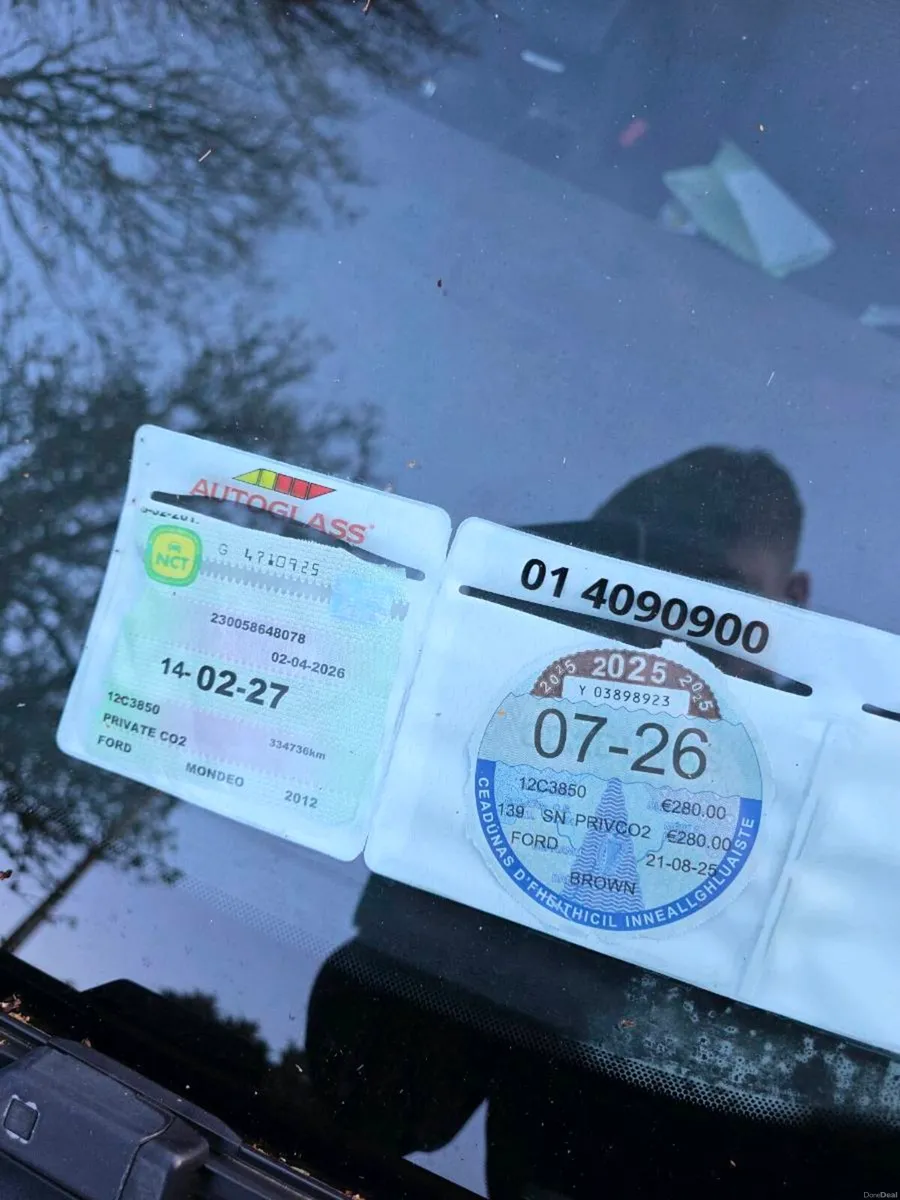 AUTOGLASS®
NCT
G 4710925
230058648078
02-04-2026
14-02-27
12C3850
PRIVATE CO2
334736km
FORD
MONDEO
2012
01 4090900
2025 2025 2025
Y 03898923
07-26
12C3850
€280.00
139 SN PRIVCO2
€280.00
FORD
21-08-25
BROWN
CEADÚNAS D'FHEITHICIL INNEALLGHLUAISTE
DoneDeal